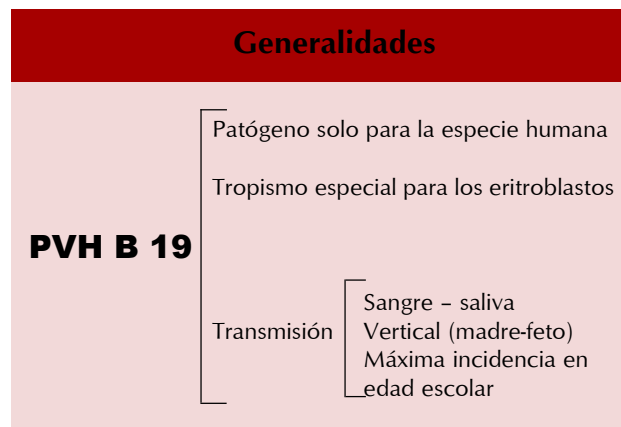 Generalidades
Patógeno solo para la especie humana
Tropismo especial para los eritroblastos
PVH B 19
Transmisión
Sangre – saliva
Vertical (madre-feto)
Máxima incidencia en
edad escolar